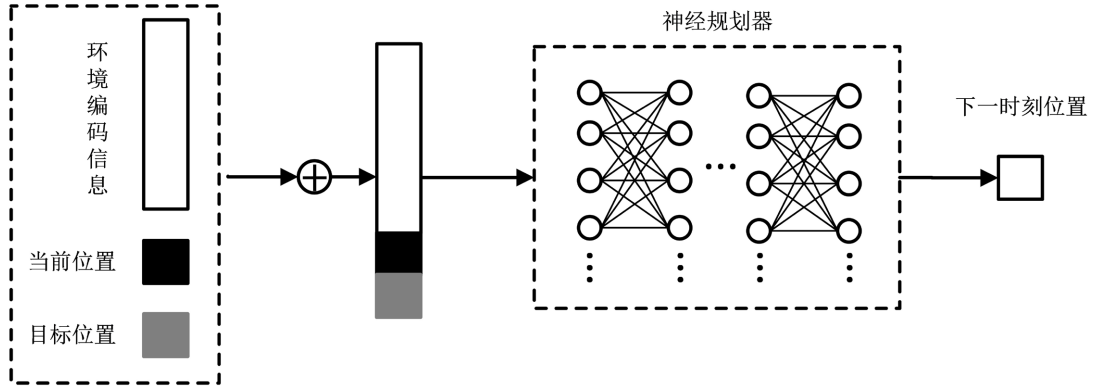 环境编码信息
当前位置
目标位置
神经规划器
下一时刻位置